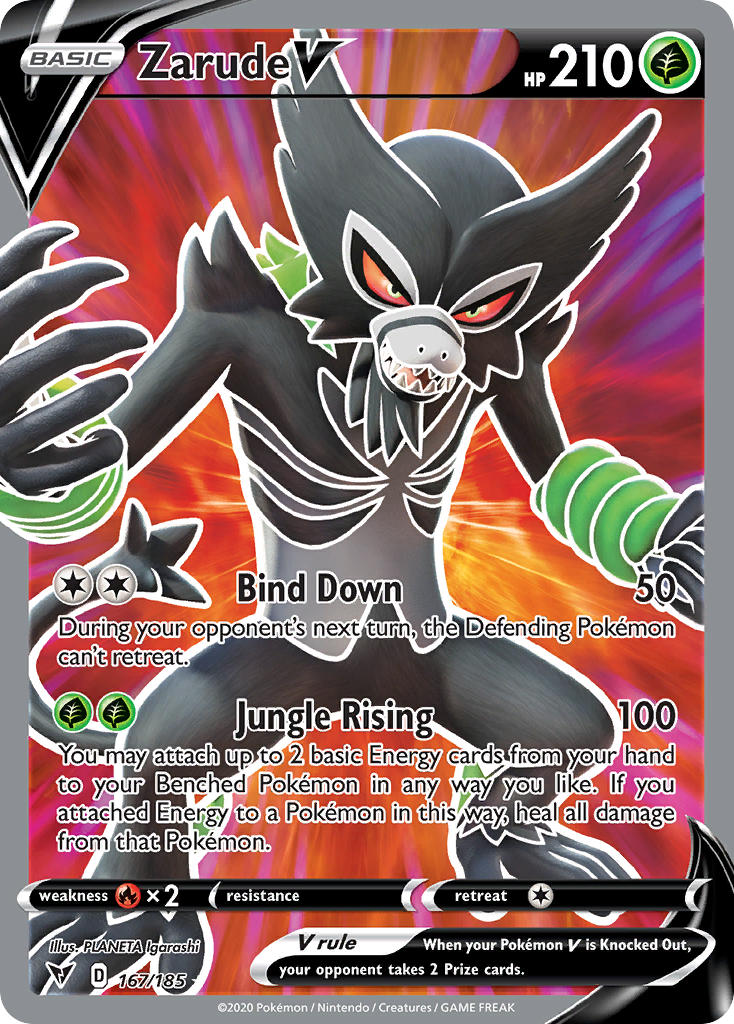 BASIC
Zarude V
HP 210
Bind Down 50
During your opponent's next turn, the Defending Pokémon
can't retreat.
Jungle Rising 100
You may attach up to 2 basic Energy cards from your hand
to your Benched Pokémon in any way you like. If you
attached Energy to a Pokémon in this way, heal all damage
from that Pokémon.
weakness ×2 resistance retreat
Illus. PLANETA Igarashi
D 167/185
V rule When your Pokémon V is Knocked Out,
your opponent takes 2 Prize cards.
©2020 Pokémon / Nintendo / Creatures / GAME FREAK